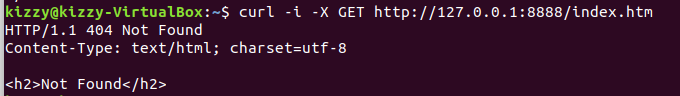 kizzy@kizzy-VirtualBox:~$ curl -i -X GET http://127.0.0.1:8888/index.htm
HTTP/1.1 404 Not Found
Content-Type: text/html; charset=utf-8
<h2>Not Found</h2>